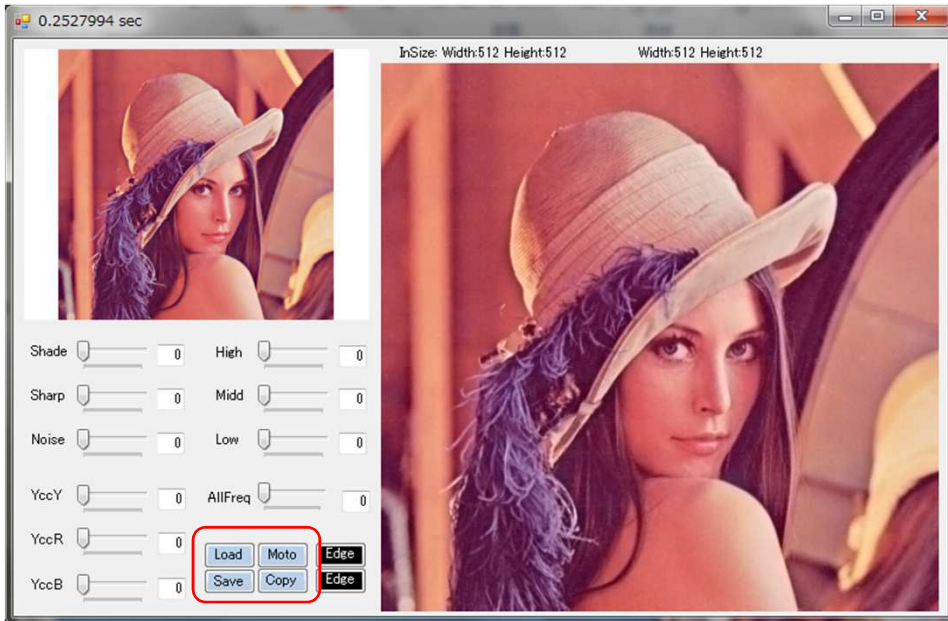 0.2527994 sec
InSize: Width:512 Height:512 Width:512 Height:512
Shade 0 High 0
Sharp 0 Midd 0
Noise 0 Low 0
YccY 0 AllFreq 0
YccR 0 Load Moto Edge
YccB 0 Save Copy Edge